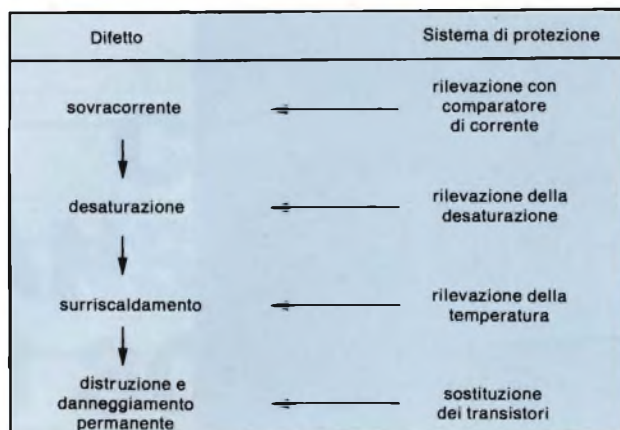 Difetto Sistema di protezione
sovracorrente
rilevazione con
comparatore
di corrente
desaturazione
rilevazione della
desaturazione
surriscaldamento
rilevazione della
temperatura
distruzione e
danneggiamento
permanente
sostituzione
dei transistori